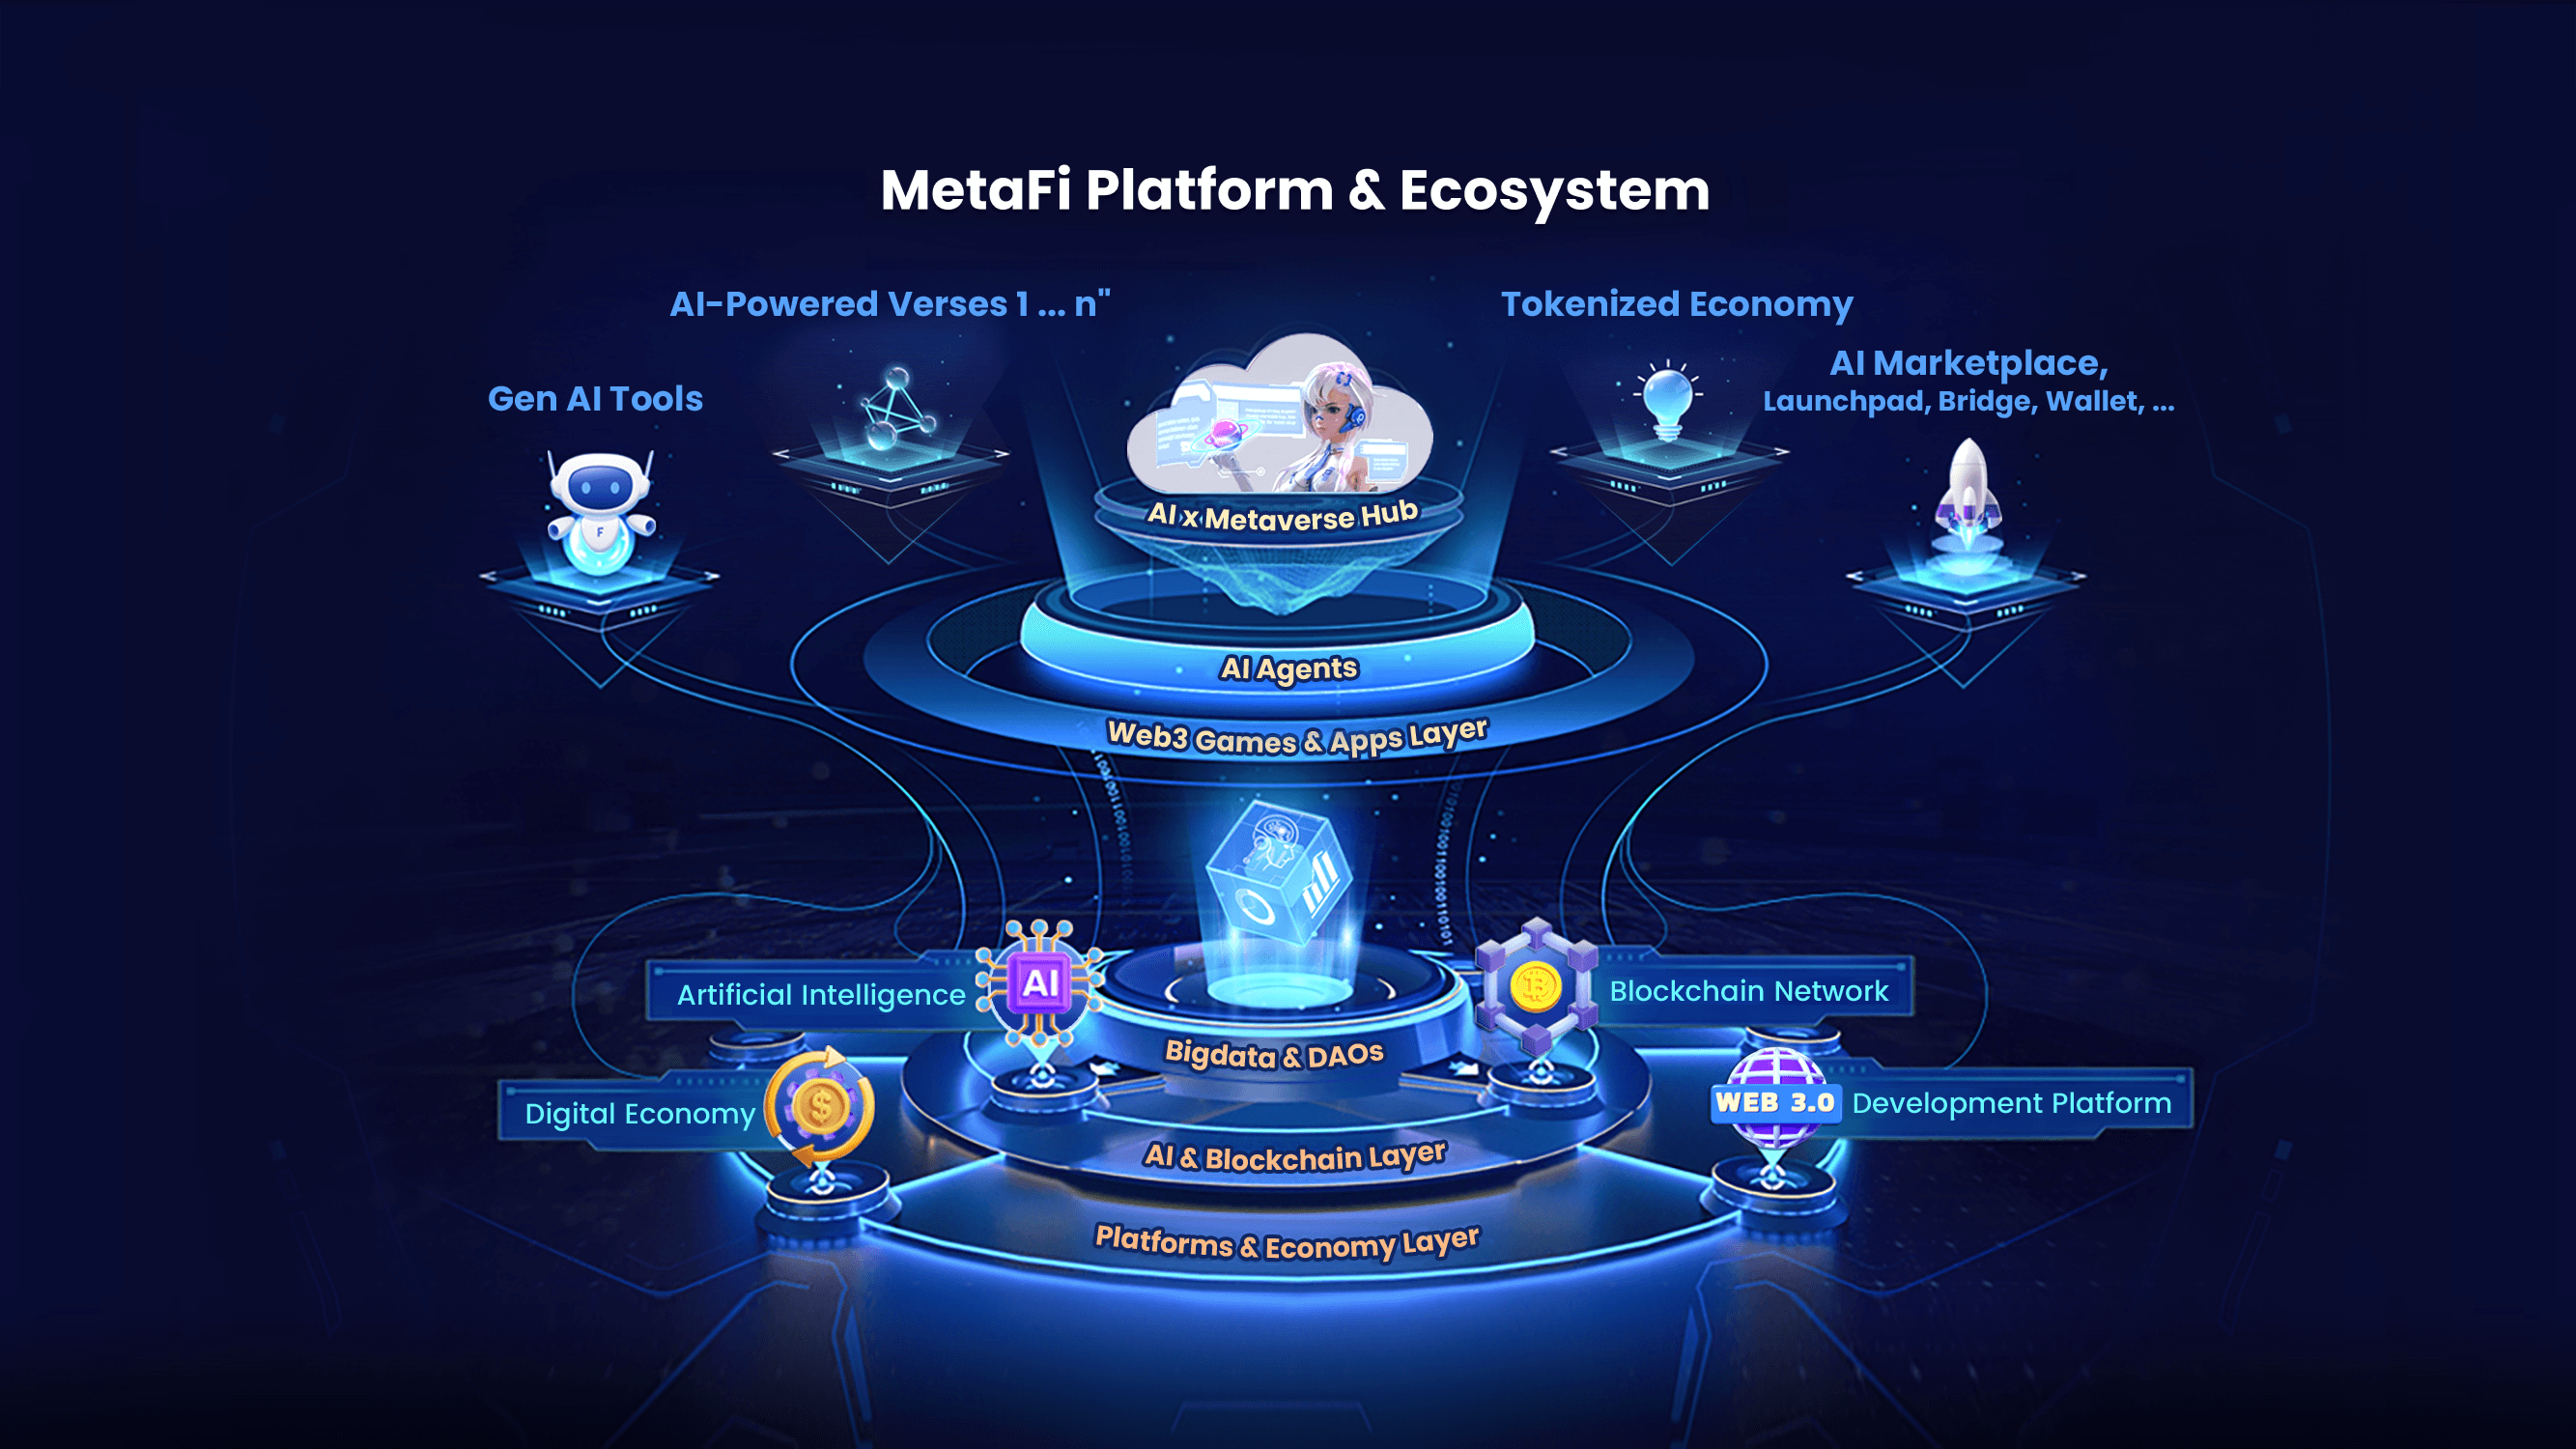 MetaFi Platform & Ecosystem
AI-Powered Verses 1 ... n"
Tokenized Economy
Gen AI Tools
AI Marketplace,
Launchpad, Bridge, Wallet, ...
F
AI x Metaverse Hub
AI Agents
Web3 Games & Apps Layer
Artificial Intelligence
AI
Blockchain Network
Bigdata & DAOs
Digital Economy
$
WEB 3.0
Development Platform
AI & Blockchain Layer
Platforms & Economy Layer